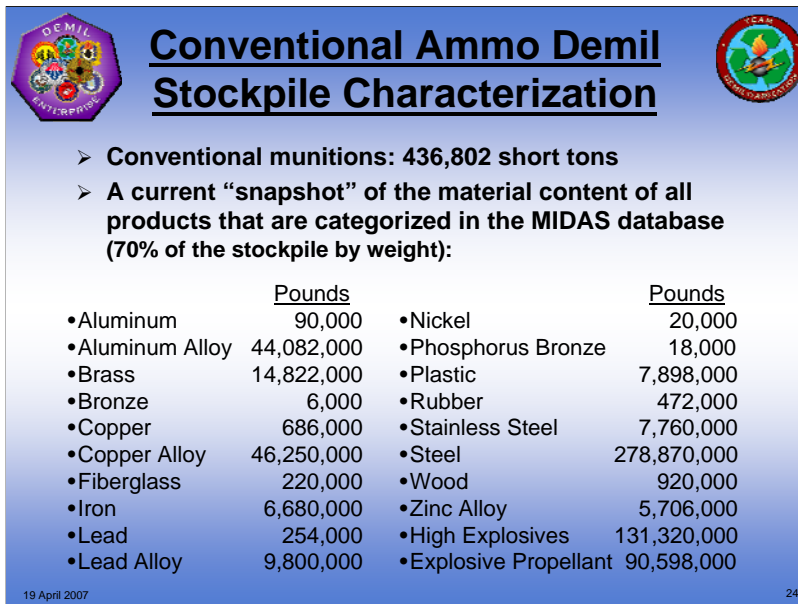 DEMIL
ENTERPRISE
Conventional Ammo Demil
Stockpile Characterization
TEAM
DEMILITARIZATION
➢ Conventional munitions: 436,802 short tons
➢ A current “snapshot” of the material content of all
products that are categorized in the MIDAS database
(70% of the stockpile by weight):
Pounds
•Aluminum 90,000
•Aluminum Alloy 44,082,000
•Brass 14,822,000
•Bronze 6,000
•Copper 686,000
•Copper Alloy 46,250,000
•Fiberglass 220,000
•Iron 6,680,000
•Lead 254,000
•Lead Alloy 9,800,000
Pounds
•Nickel 20,000
•Phosphorus Bronze 18,000
•Plastic 7,898,000
•Rubber 472,000
•Stainless Steel 7,760,000
•Steel 278,870,000
•Wood 920,000
•Zinc Alloy 5,706,000
•High Explosives 131,320,000
•Explosive Propellant 90,598,000
19 April 2007
24